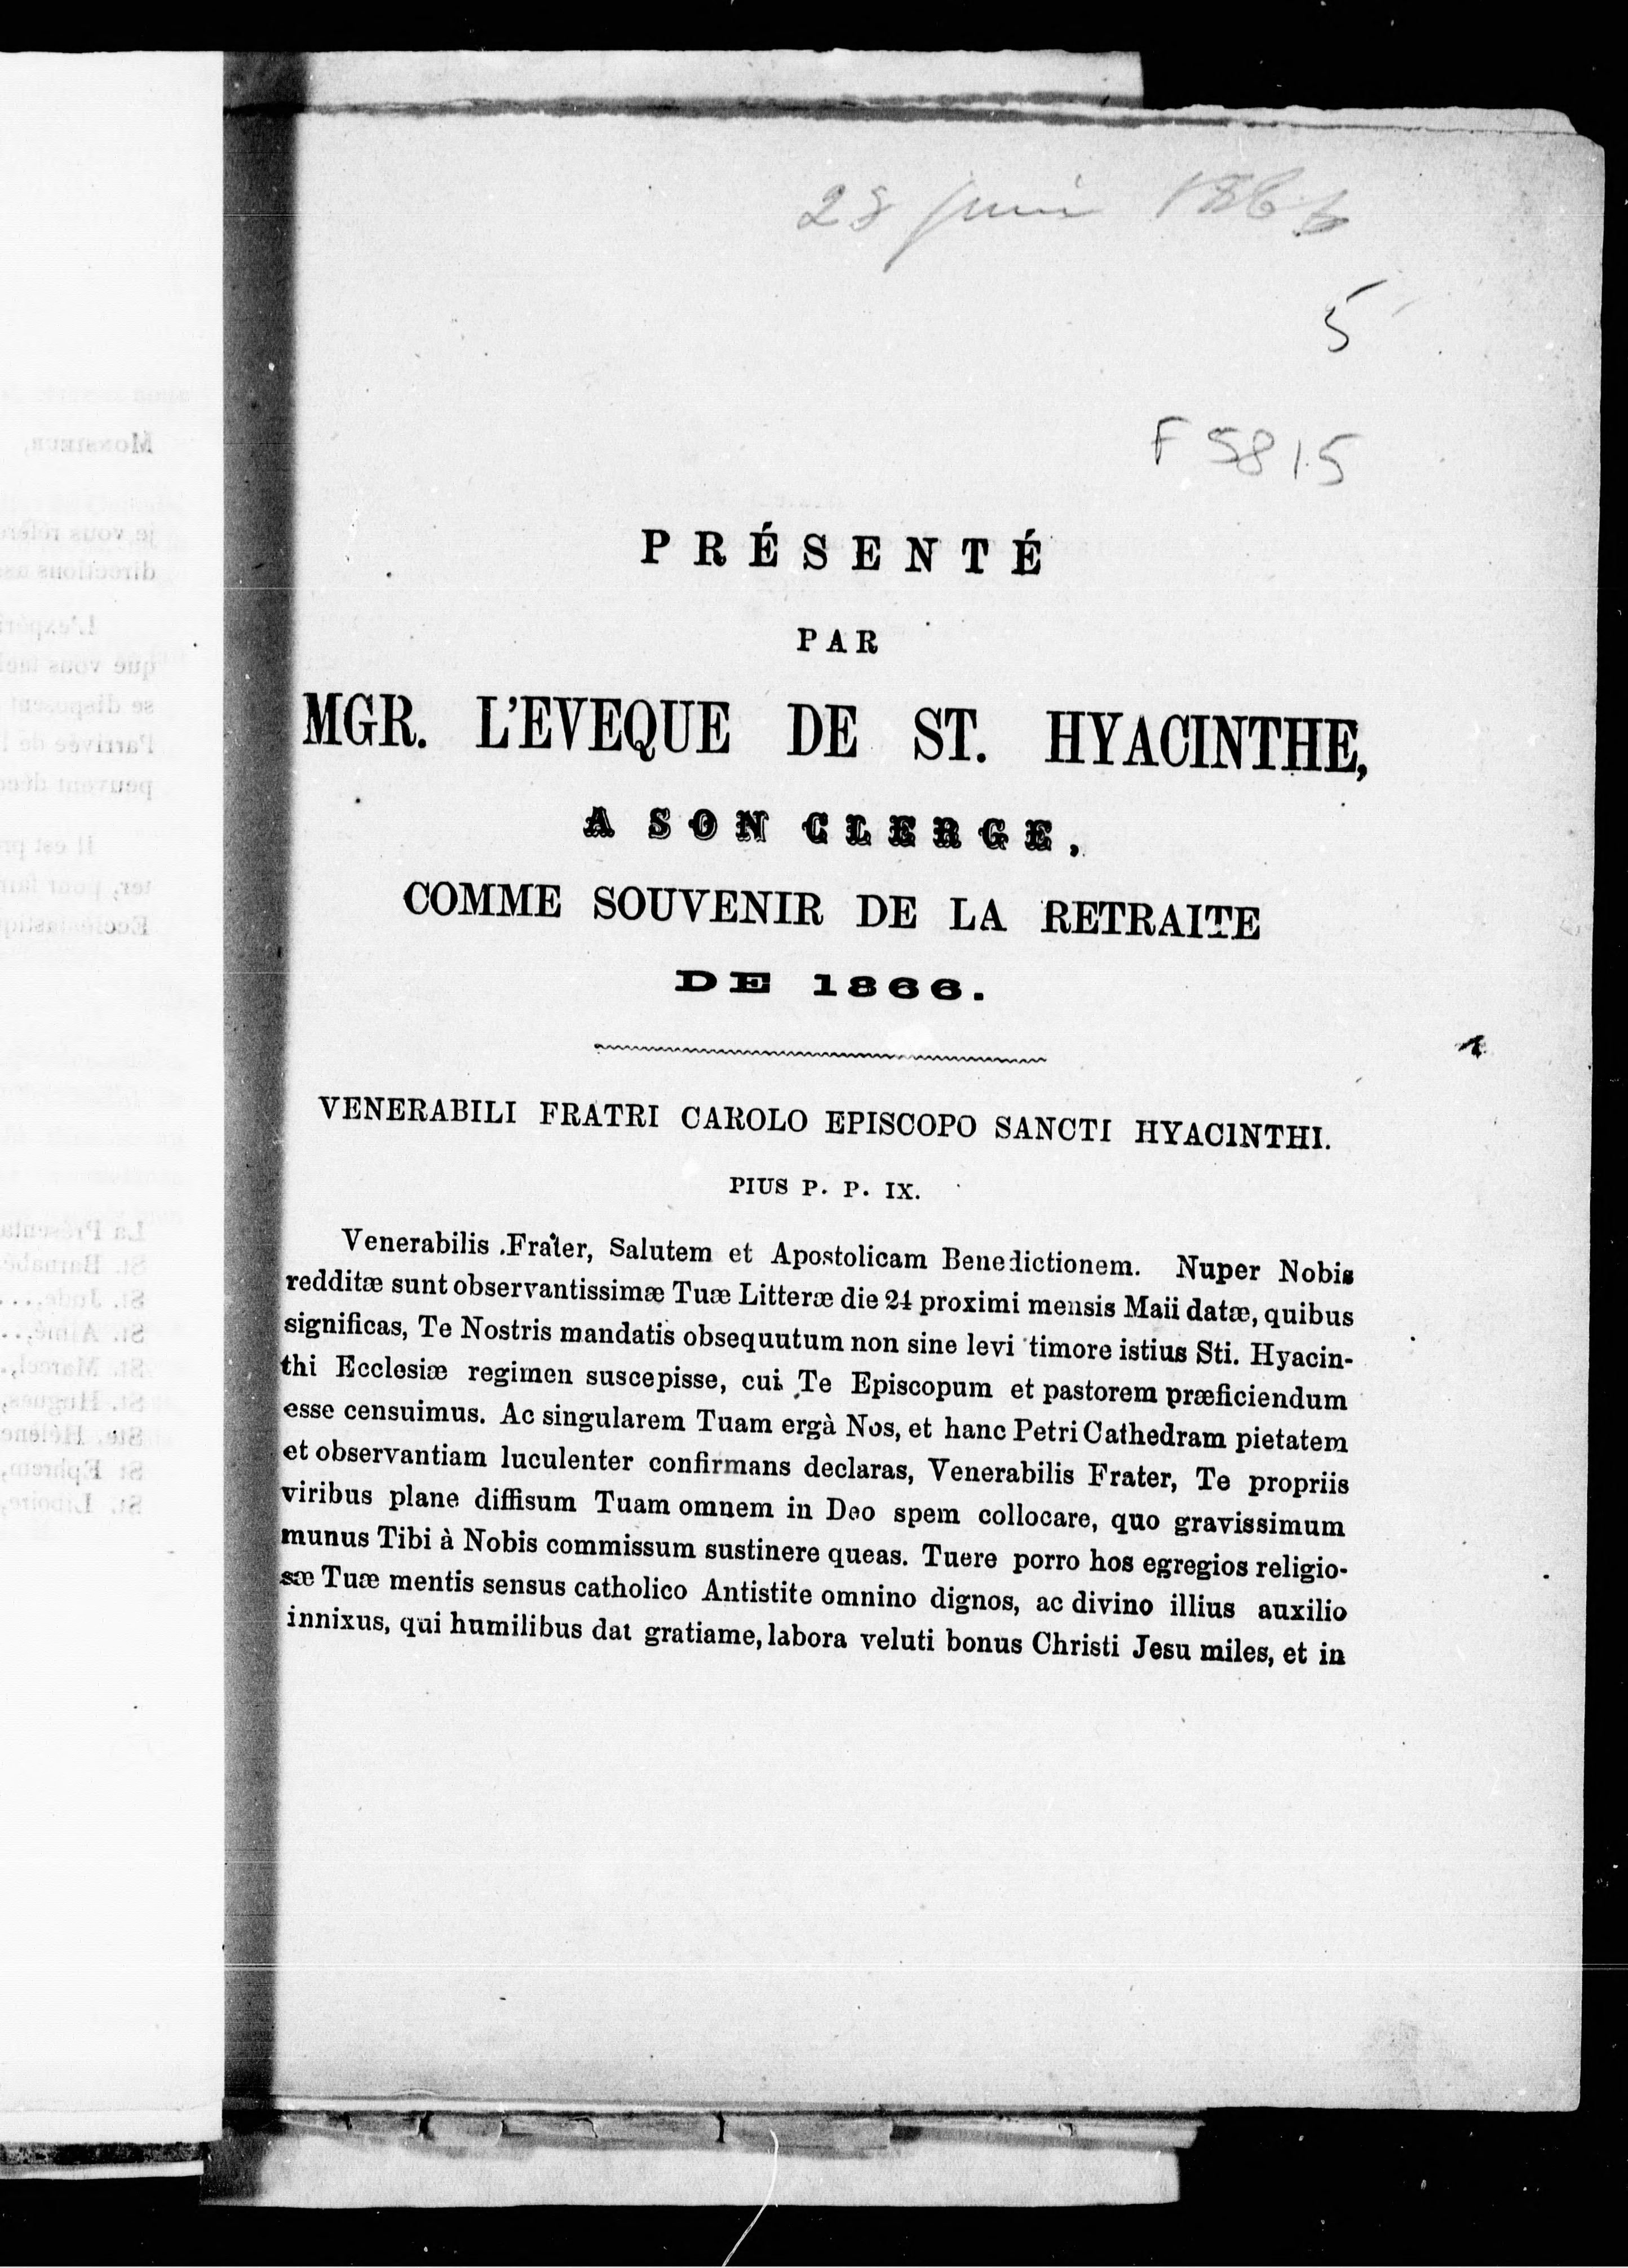 28 juin 1866
5
F 5815
PRÉSENTÉ
PAR
MGR. L'EVEQUE DE ST. HYACINTHE,
A SON CLERGE,
COMME SOUVENIR DE LA RETRAITE
DE 1866.
VENERABILI FRATRI CAROLO EPISCOPO SANCTI HYACINTHI.
PIUS P. P. IX.
Venerabilis .Frater, Salutem et Apostolicam Benedictionem. Nuper Nobis
redditæ sunt observantissimæ Tuæ Litteræ die 24 proximi mensis Maii datæ, quibus
significas, Te Nostris mandatis obsequutum non sine levi timore istius Sti. Hyacin-
thi Ecclesiæ regimen suscepisse, cui Te Episcopum et pastorem præficiendum
esse censuimus. Ac singularem Tuam ergà Nos, et hanc Petri Cathedram pietatem
et observantiam luculenter confirmans declaras, Venerabilis Frater, Te propriis
viribus plane diffisum Tuam omnem in Deo spem collocare, quo gravissimum
munus Tibi à Nobis commissum sustinere queas. Tuere porro hos egregios religio-
sæ Tuæ mentis sensus catholico Antistite omnino dignos, ac divino illius auxilio
innixus, qui humilibus dat gratiame, labora veluti bonus Christi Jesu miles, et in